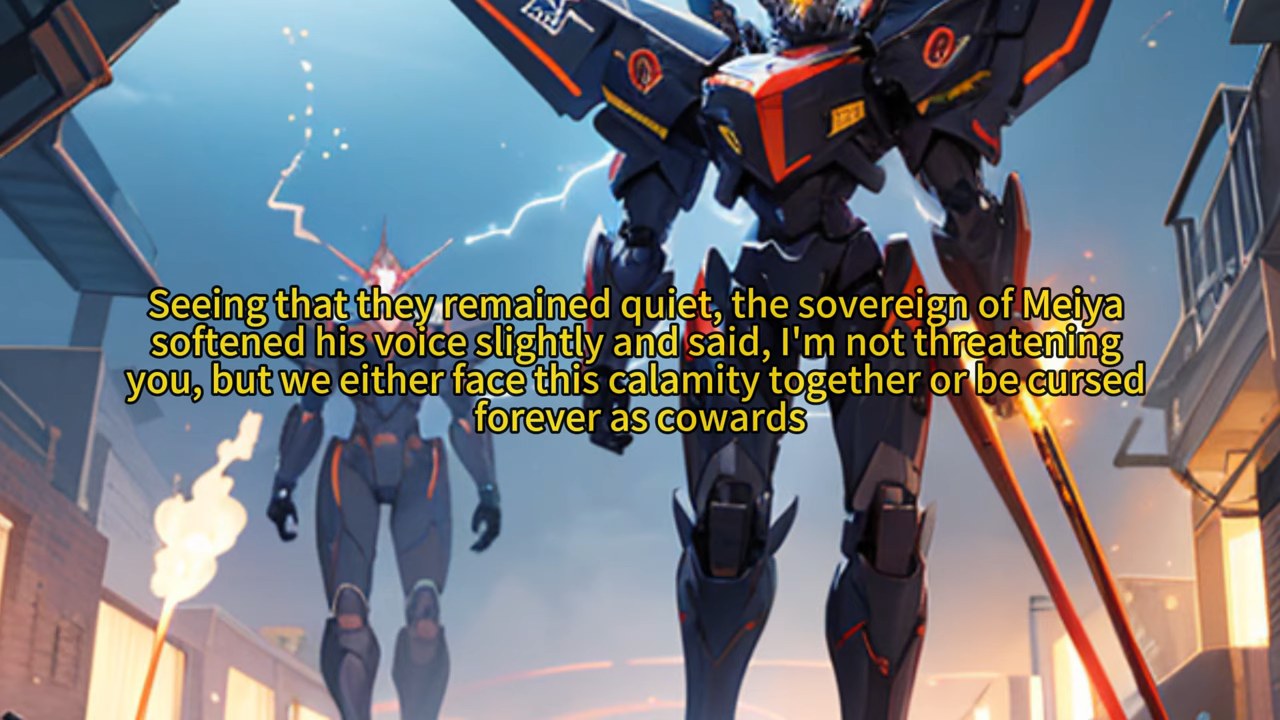 Seeing that they remained quiet, the sovereign of Meiya
softened his voice slightly and said, I'm not threatening
you, but we either face this calamity together or be cursed
forever as cowards